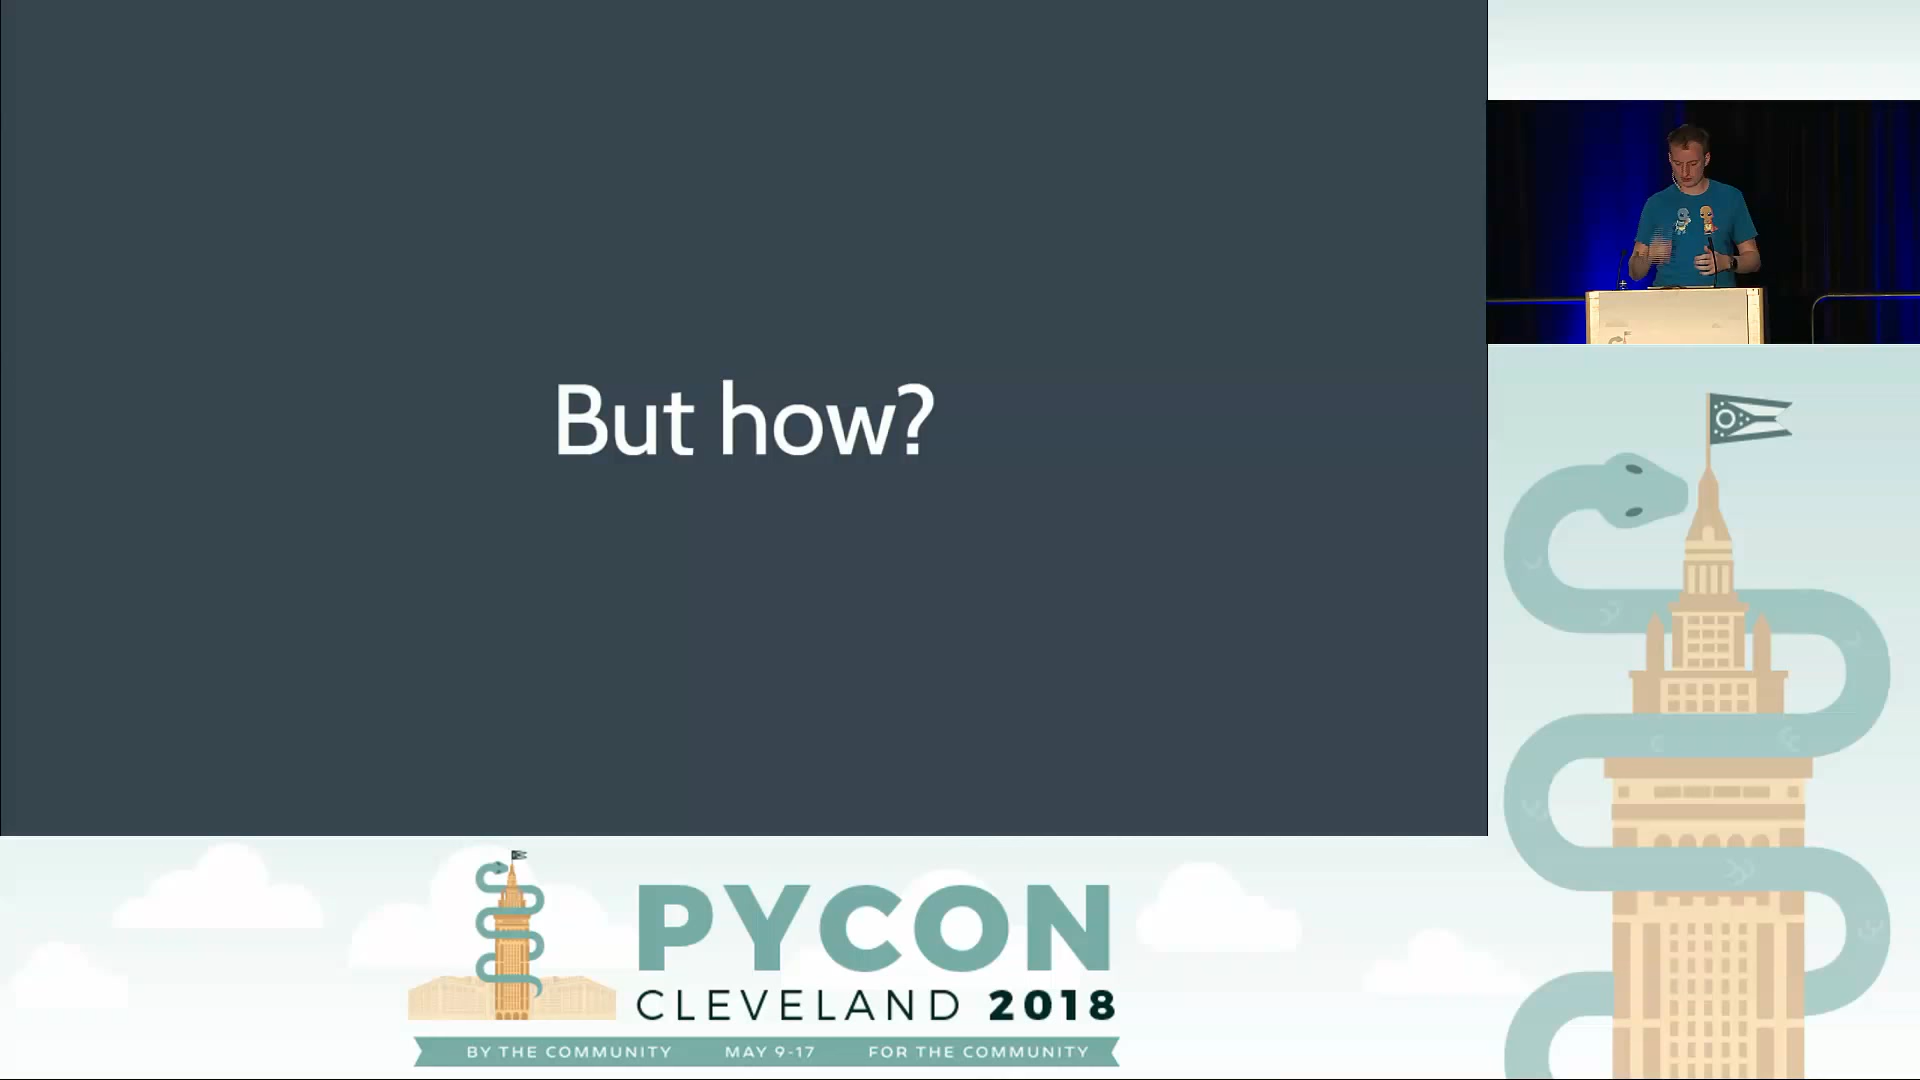 But how?
PYCON
CLEVELAND 2018
BY THE COMMUNITY MAY 9-17 FOR THE COMMUNITY